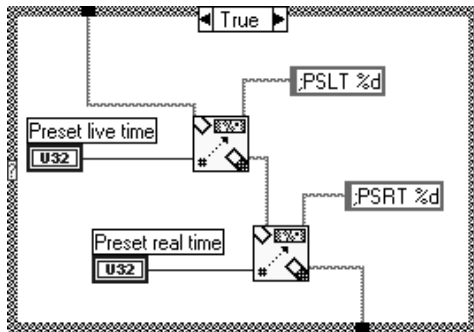 True
;PSLT %d
Preset live time
U32
;PSRT %d
Preset real time
U32